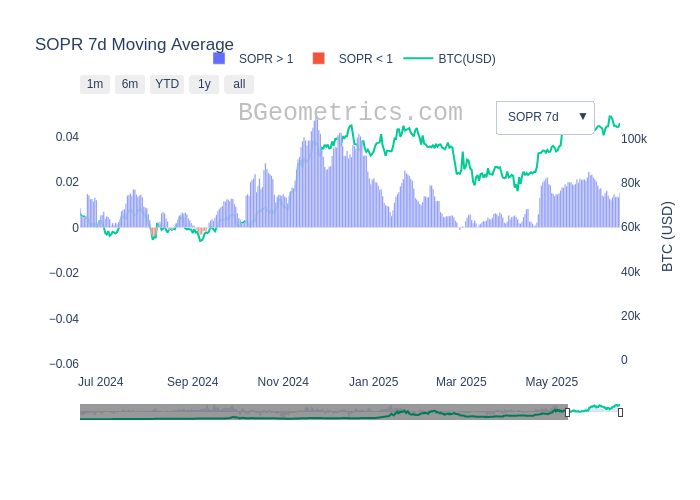 SOPR 7d Moving Average
SOPR > 1 SOPR < 1 BTC(USD)
1m 6m YTD 1y all
BGeometrics.com
SOPR 7d ▼
0.04
0.02
0
−0.02
−0.04
−0.06
100k
80k
60k
40k
20k
0
BTC (USD)
Jul 2024 Sep 2024 Nov 2024 Jan 2025 Mar 2025 May 2025